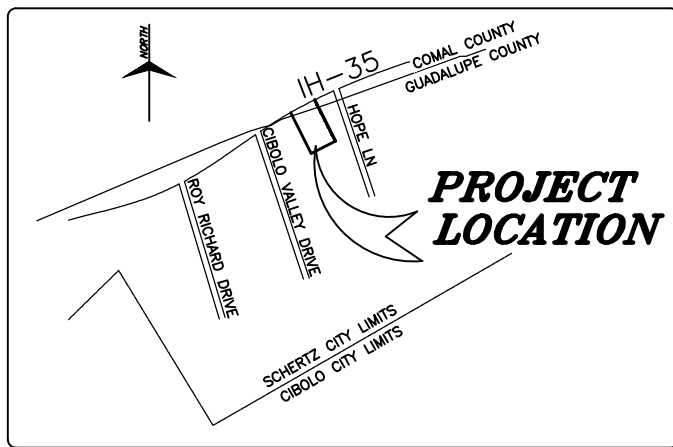 NORTH
IH-35
COMAL COUNTY
GUADALUPE COUNTY
HOPE LN
CIBOLO VALLEY DRIVE
ROY RICHARD DRIVE
PROJECT
LOCATION
SCHERTZ CITY LIMITS
CIBOLO CITY LIMITS